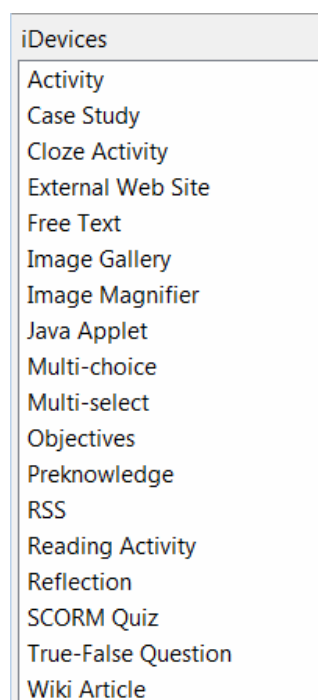 iDevices
Activity
Case Study
Cloze Activity
External Web Site
Free Text
Image Gallery
Image Magnifier
Java Applet
Multi-choice
Multi-select
Objectives
Preknowledge
RSS
Reading Activity
Reflection
SCORM Quiz
True-False Question
Wiki Article